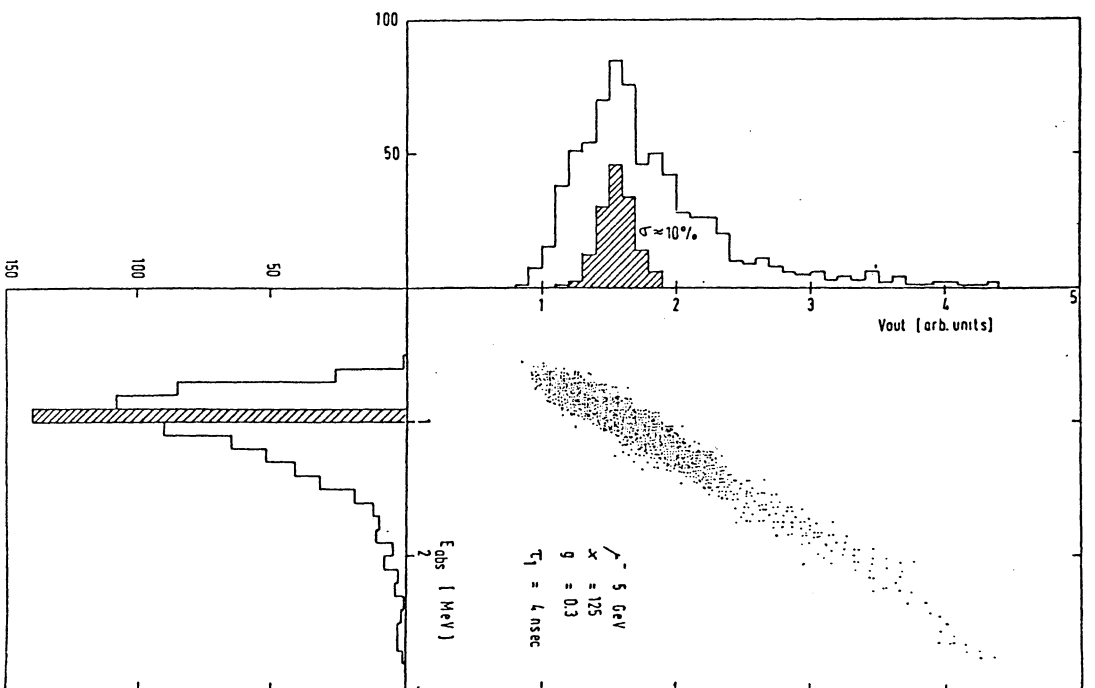 100
50
σ ≈ 10%
1
2
3
4
5
Vout [arb. units]
150
100
50
1
2
Eabs [MeV)
μ⁻ 5 GeV
x = 125
g = 0.3
τ1 = 4 nsec